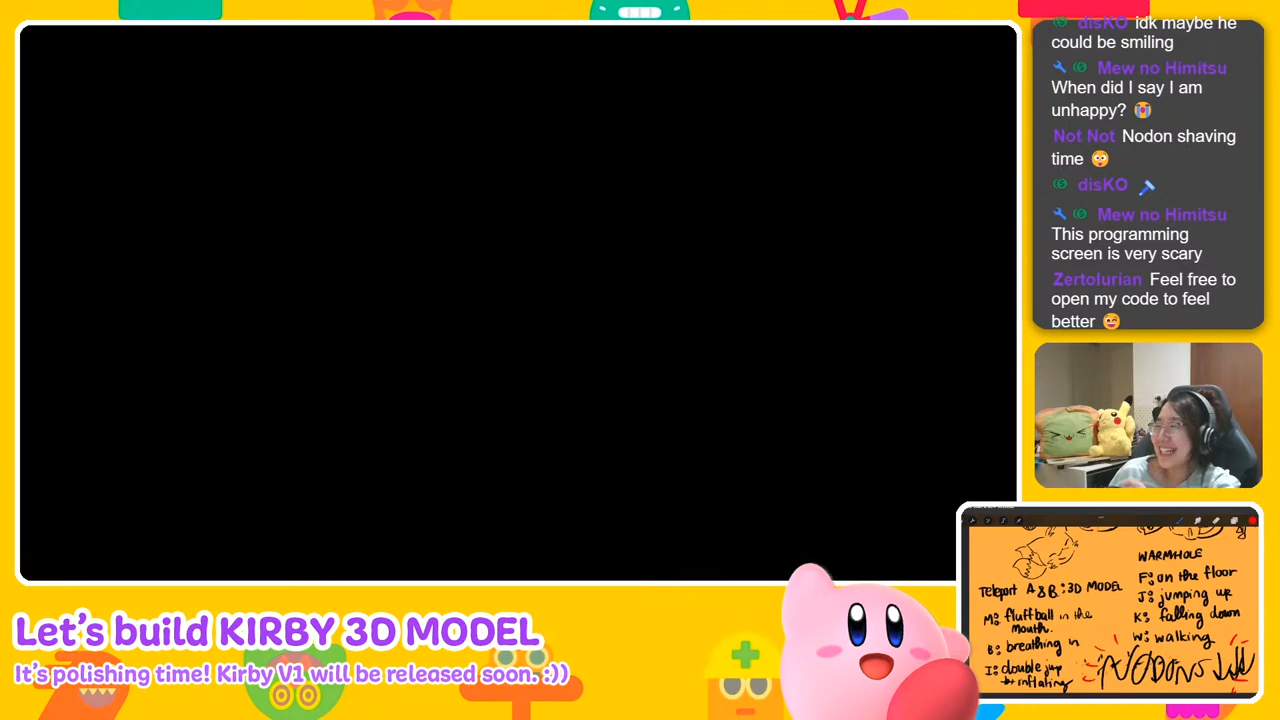 disKO idk maybe he
could be smiling
Mew no Himitsu
When did I say I am
unhappy? 😭
Not Not Nodon shaving
time 😳
disKO 🪒
Mew no Himitsu
This programming
screen is very scary
Zertolurian Feel free to
open my code to feel
better 😄
Teleport A & B: 3D MODEL
M: fluffball in the
mouth.
B: breathing in
I: double jup
inflating
WARMHOLE
F: on the floor
J: jumping up
K: falling down
W: walking
Let's build KIRBY 3D MODEL
It's polishing time! Kirby V1 will be released soon. :))